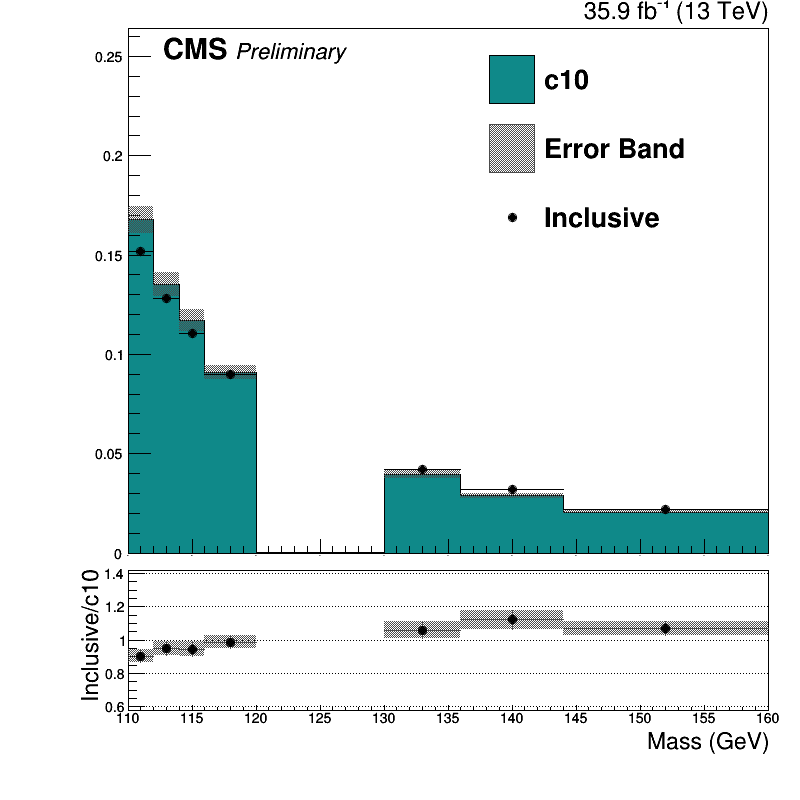 35.9 fb⁻¹ (13 TeV)
CMS Preliminary
c10
Error Band
Inclusive
0.25
0.2
0.15
0.1
0.05
0
Inclusive/c10
1.4
1.2
1
0.8
0.6
110 115 120 125 130 135 140 145 150 155 160
Mass (GeV)